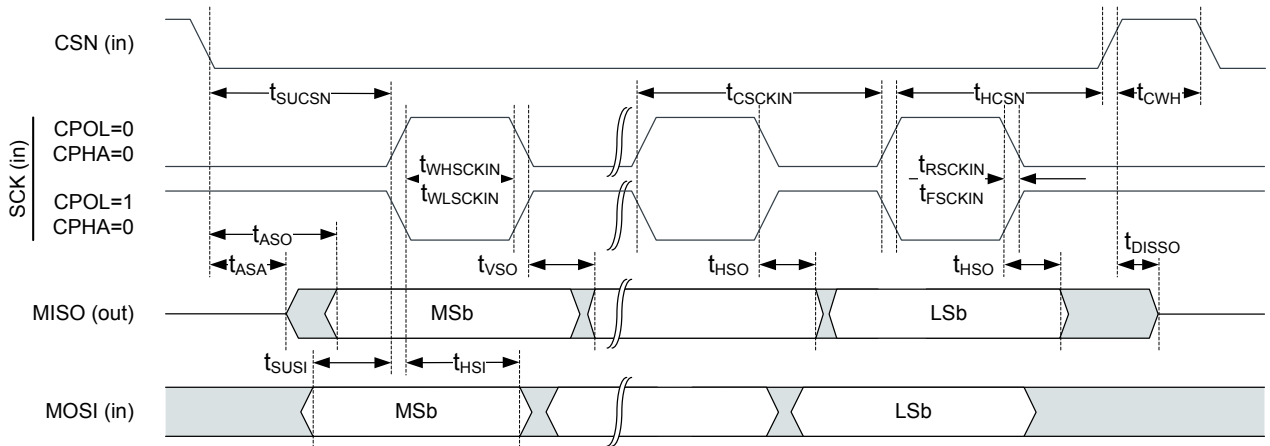 CSN (in)
tSUCSN
tCSCKIN
tHCSN
tCWH
SCK (in)
CPOL=0
CPHA=0
tWHSCKIN
tRSCKIN
tWLSCKIN
tFSCKIN
CPOL=1
CPHA=0
tASO
tASA
tVSO
tHSO
tHSO
tDISSO
MISO (out)
MSb
LSb
tSUSI
tHSI
MOSI (in)
MSb
LSb